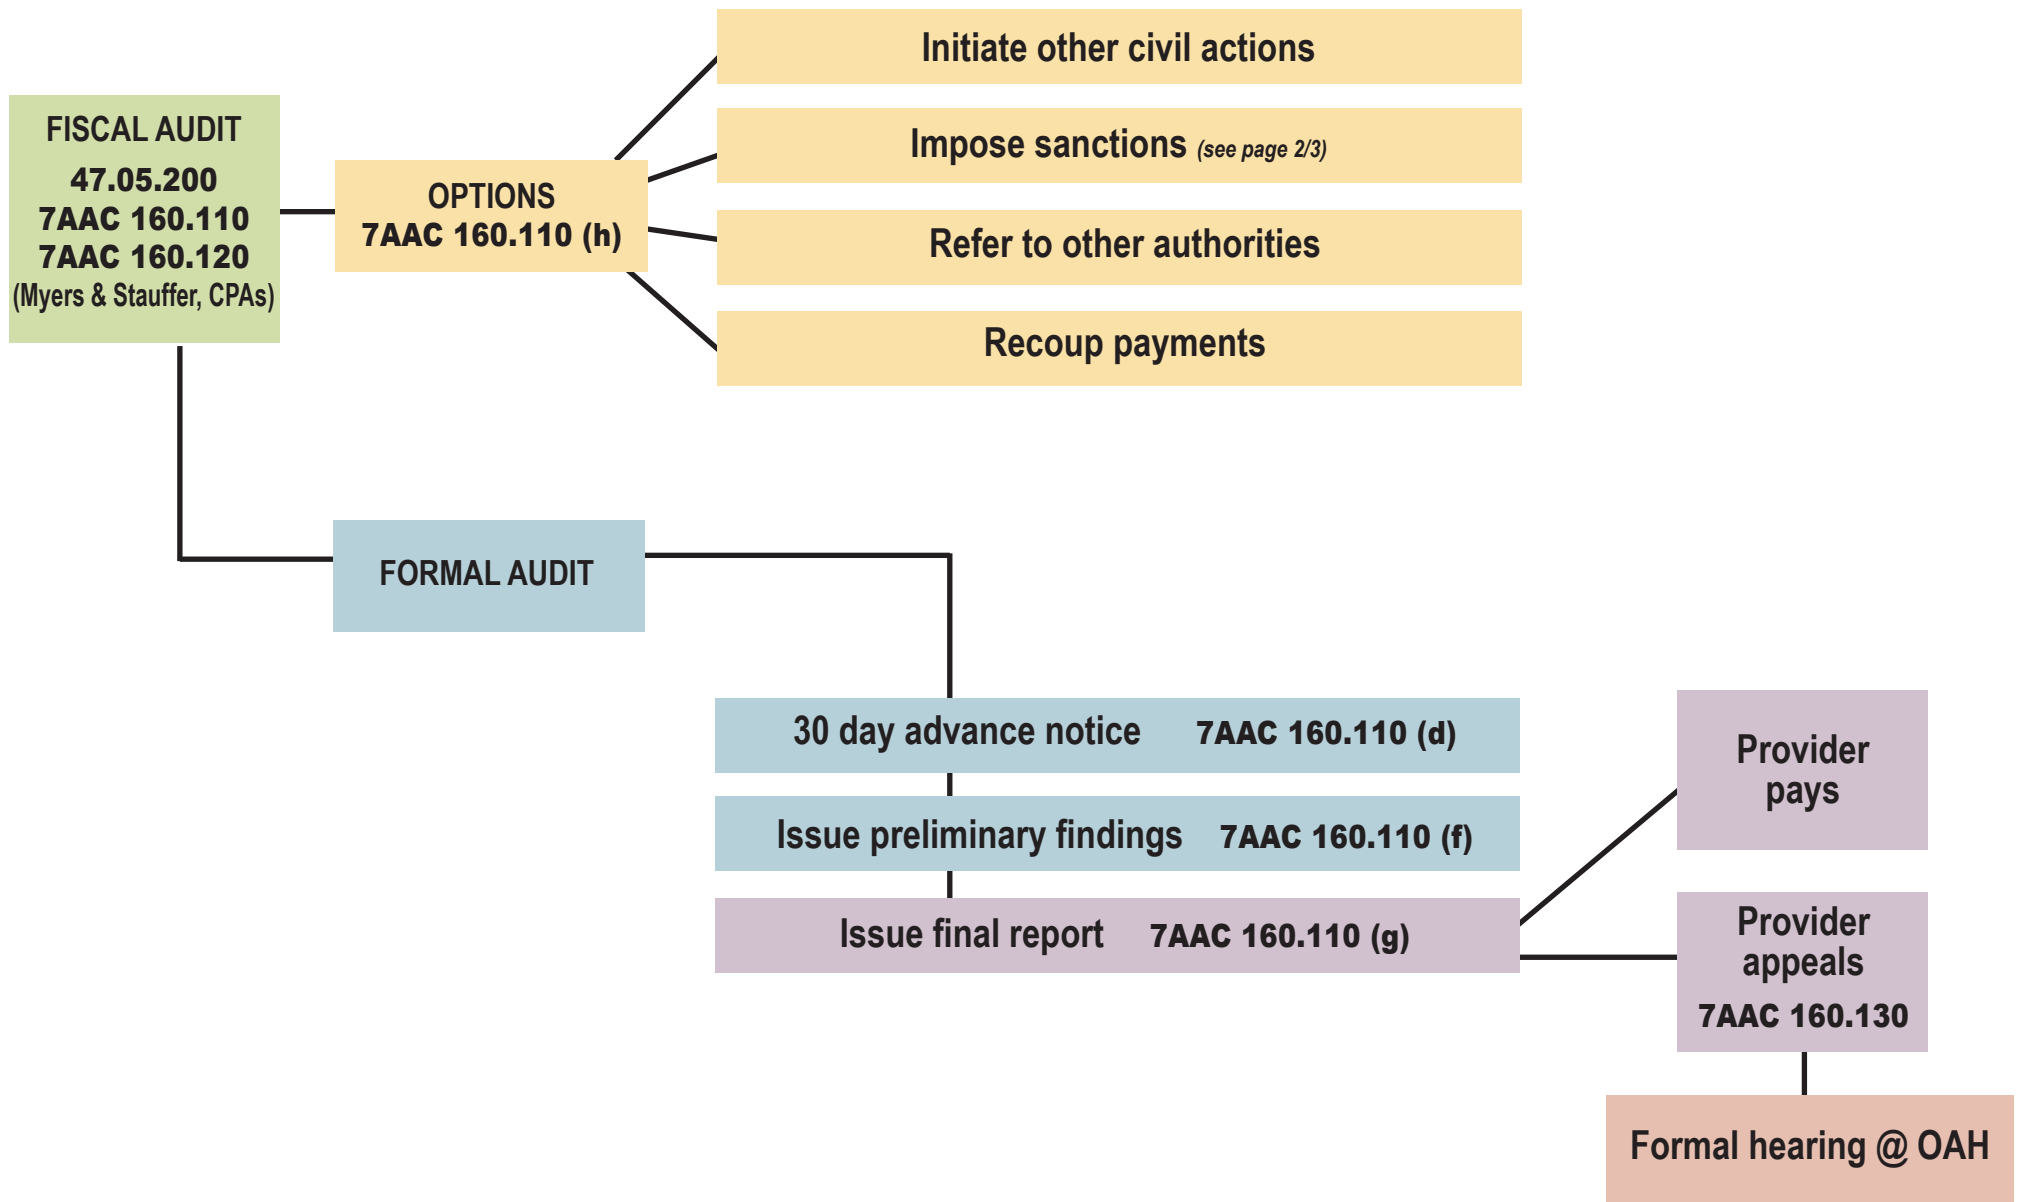 FISCAL AUDIT
47.05.200
7AAC 160.110
7AAC 160.120
(Myers & Stauffer, CPAs)
OPTIONS
7AAC 160.110 (h)
Initiate other civil actions
Impose sanctions (see page 2/3)
Refer to other authorities
Recoup payments
FORMAL AUDIT
30 day advance notice 7AAC 160.110 (d)
Issue preliminary findings 7AAC 160.110 (f)
Issue final report 7AAC 160.110 (g)
Provider
pays
Provider
appeals
7AAC 160.130
Formal hearing @ OAH